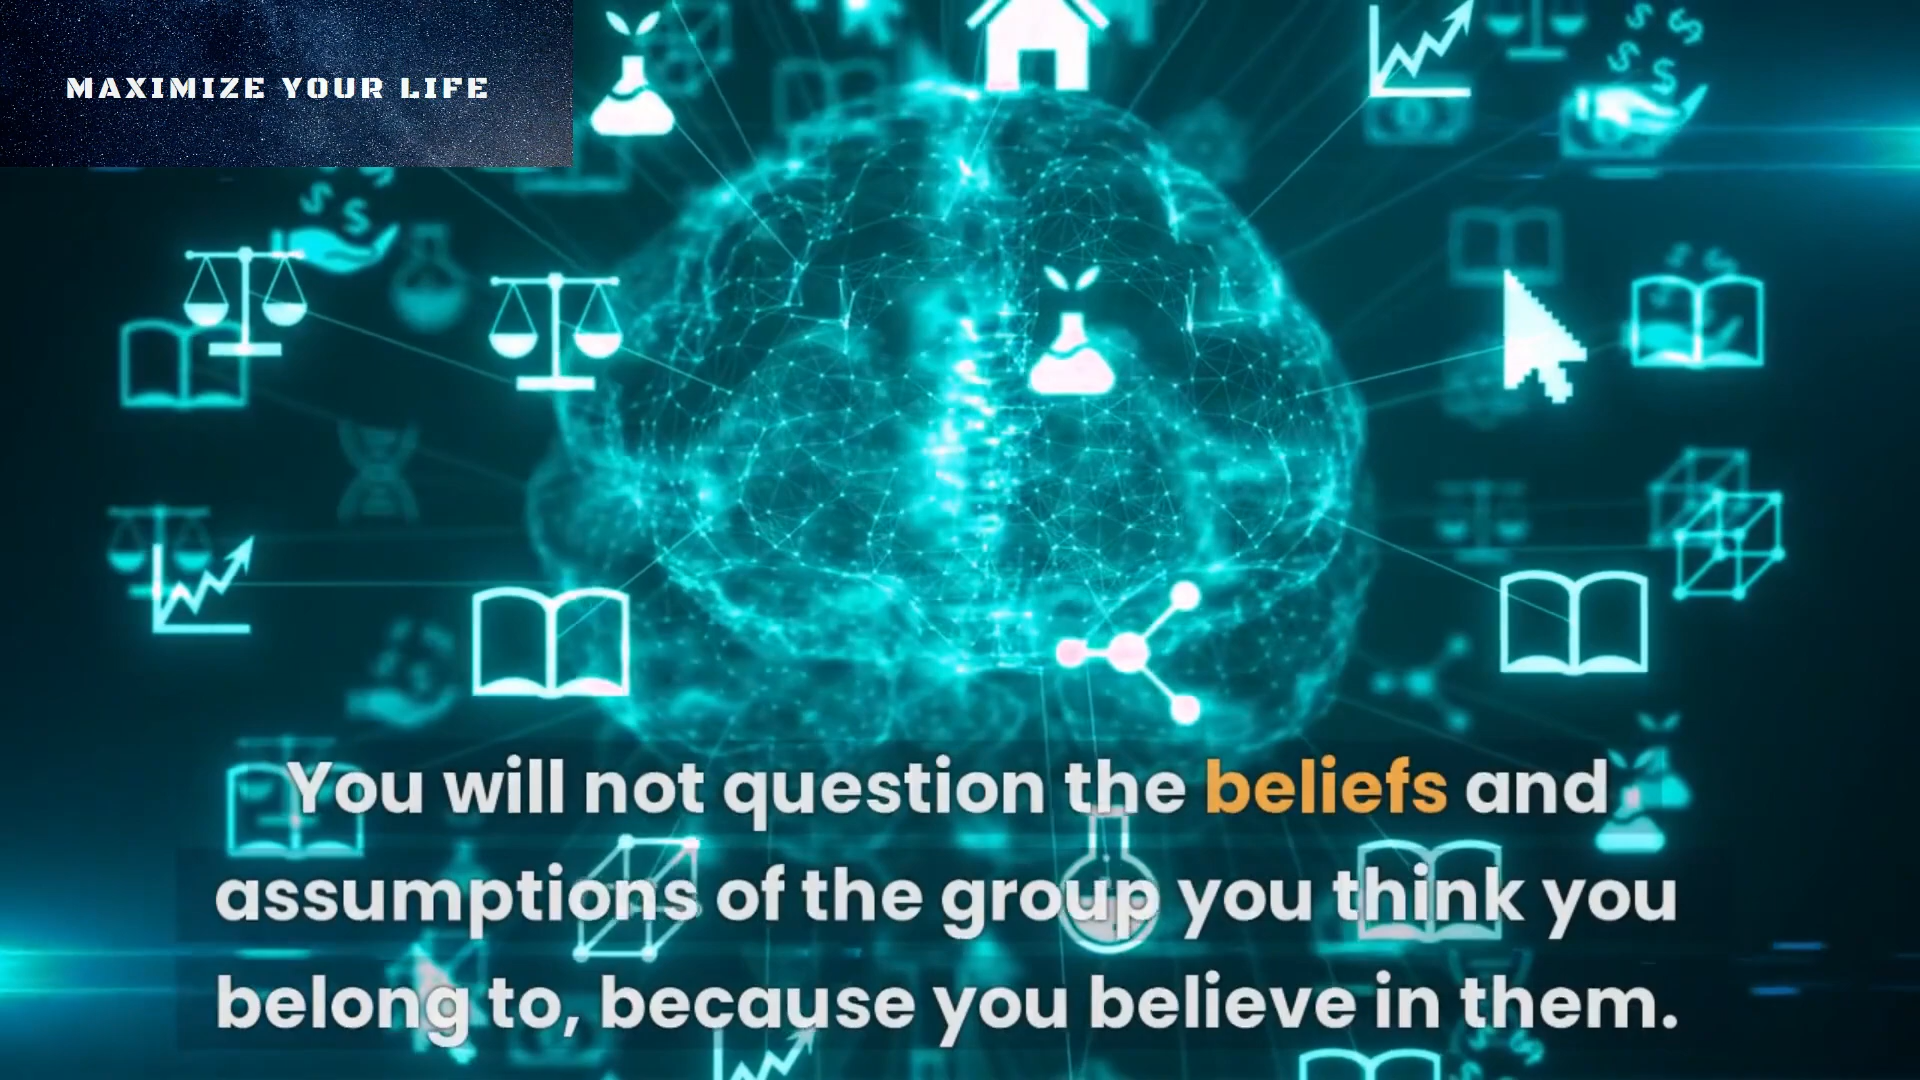 MAXIMIZE YOUR LIFE
You will not question the beliefs and
assumptions of the group you think you
belong to, because you believe in them.